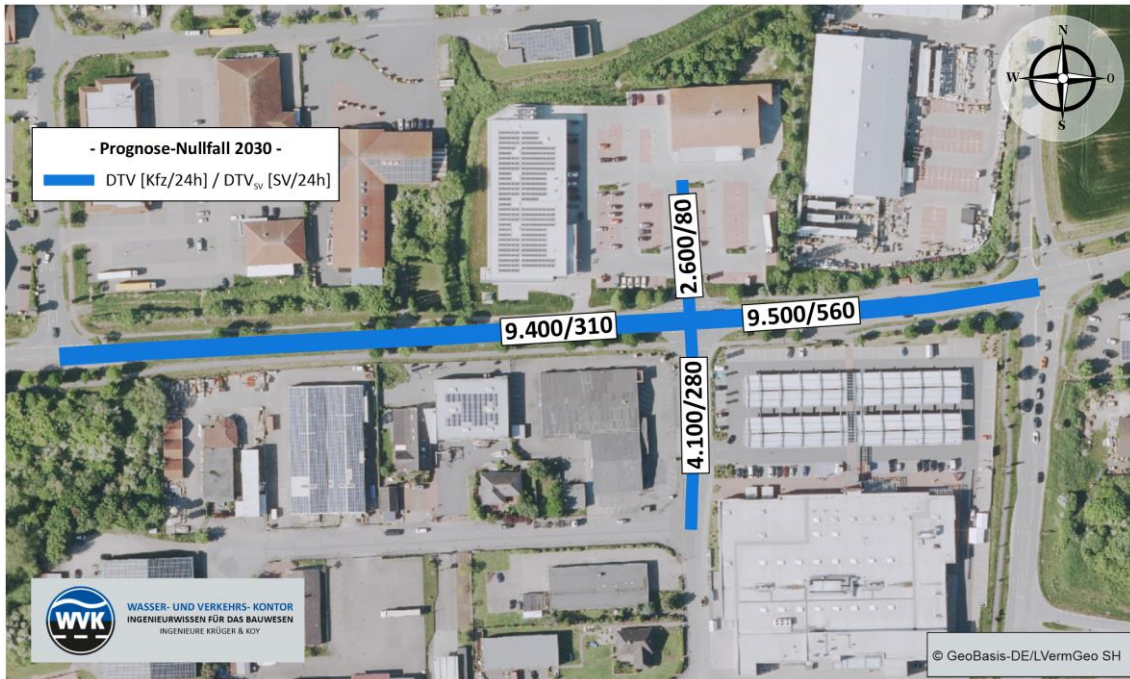 - Prognose-Nullfall 2030 -
DTV [Kfz/24h] / DTVSV [SV/24h]
N
W
O
S
2.600/80
9.400/310
9.500/560
4.100/280
WVK
WASSER- UND VERKEHRS- KONTOR
INGENIEURWISSEN FÜR DAS BAUWESEN
INGENIEURE KRÜGER & KOY
© GeoBasis-DE/LVermGeo SH